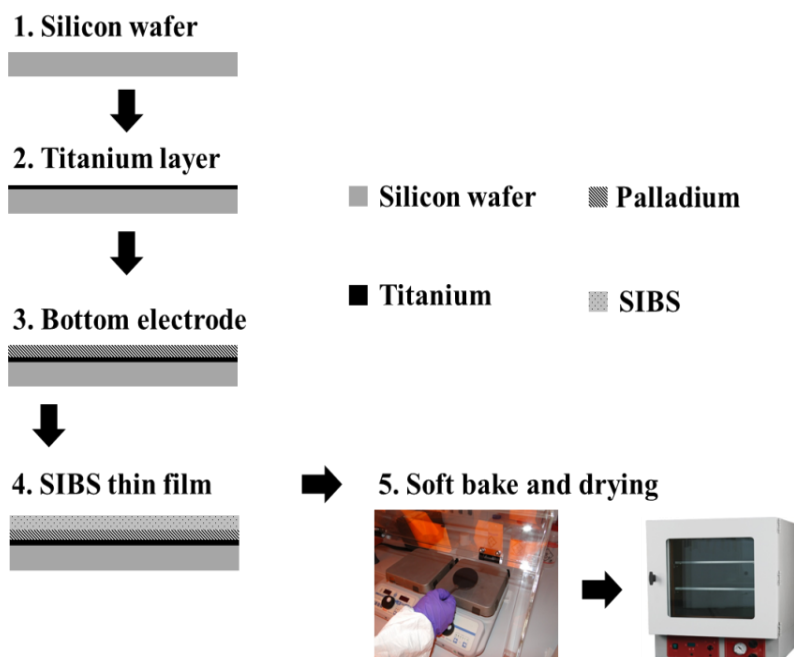 1. Silicon wafer
2. Titanium layer
Silicon wafer
Palladium
Titanium
SIBS
3. Bottom electrode
4. SIBS thin film
5. Soft bake and drying